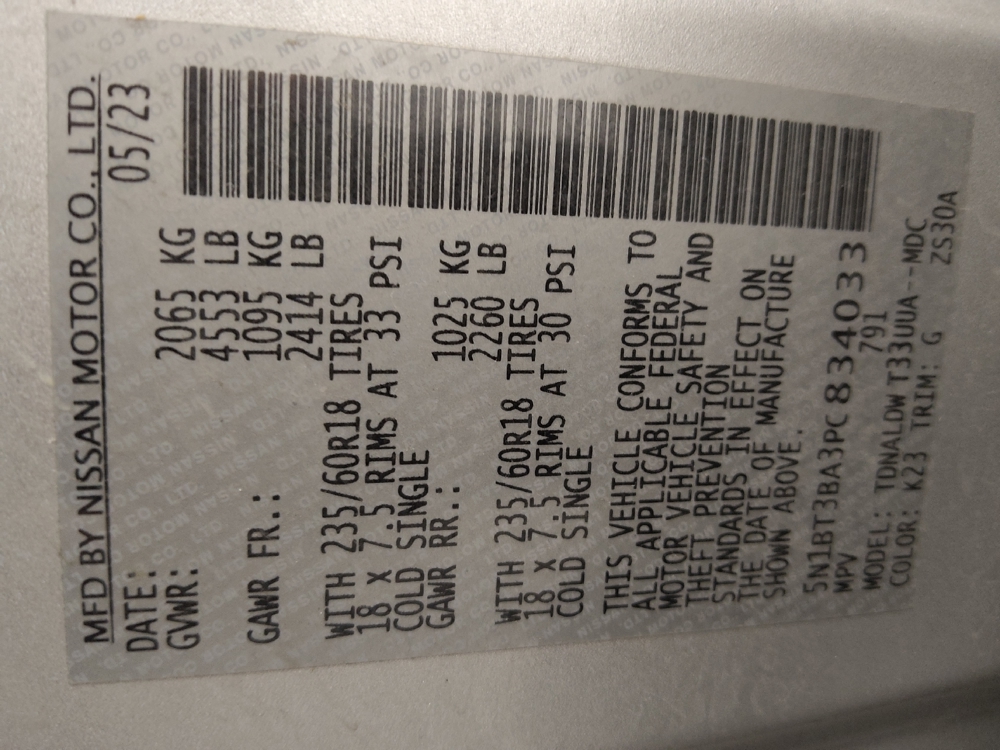 MFD BY NISSAN MOTOR CO., LTD.
DATE: 05/23
GVWR: 2065 KG
4553 LB
GAWR FR.: 1095 KG
2414 LB
WITH 235/60R18 TIRES
18 X 7.5 RIMS AT 33 PSI
COLD SINGLE
GAWR RR.: 1025 KG
2260 LB
WITH 235/60R18 TIRES
18 X 7.5 RIMS AT 30 PSI
COLD SINGLE
THIS VEHICLE CONFORMS TO
ALL APPLICABLE FEDERAL
MOTOR VEHICLE SAFETY AND
THEFT PREVENTION
STANDARDS IN EFFECT ON
THE DATE OF MANUFACTURE
SHOWN ABOVE.
5N1BT3BA3PC834033
MPV 791
MODEL: TDNALDWT33UUA--MDC
COLOR: K23 TRIM: G ZS30A